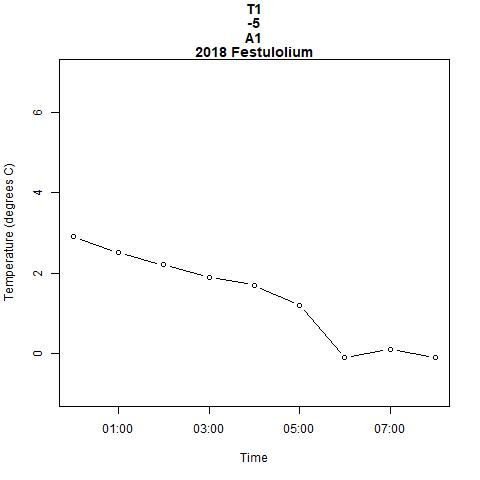 T1
-5
A1
2018 Festulolium
6
4
2
0
Temperature (degrees C)
01:00 03:00 05:00 07:00
Time